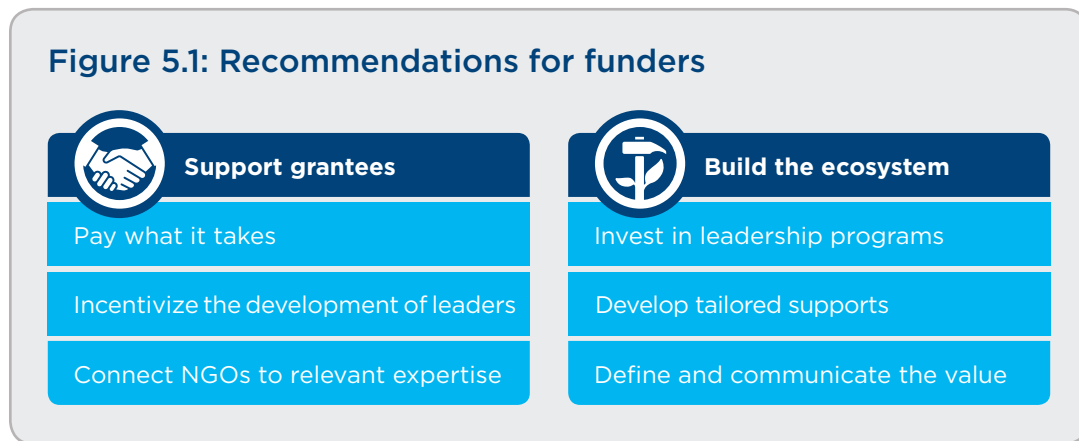 Figure 5.1: Recommendations for funders
Support grantees
Pay what it takes
Incentivize the development of leaders
Connect NGOs to relevant expertise
Build the ecosystem
Invest in leadership programs
Develop tailored supports
Define and communicate the value